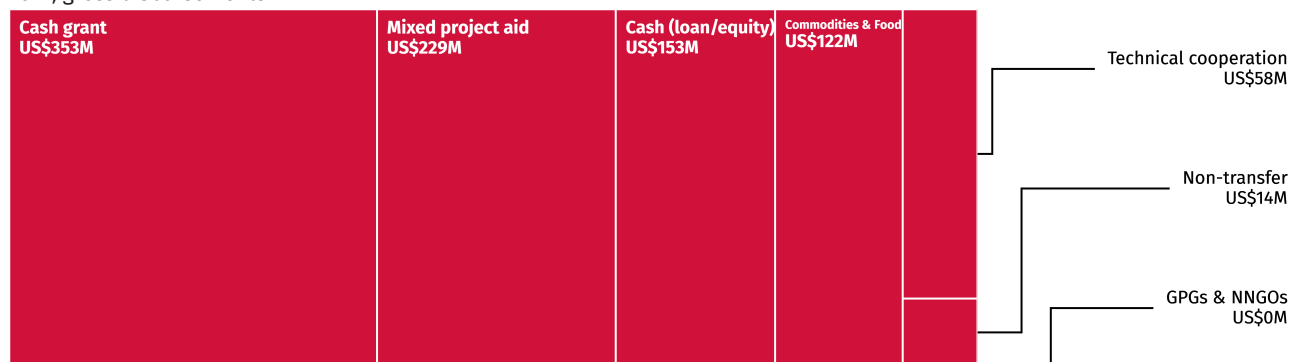 Cash grant
US$353M
Mixed project aid
US$229M
Cash (loan/equity)
US$153M
Commodities & Food
US$122M
Technical cooperation
US$58M
Non-transfer
US$14M
GPGs & NNGOs
US$0M